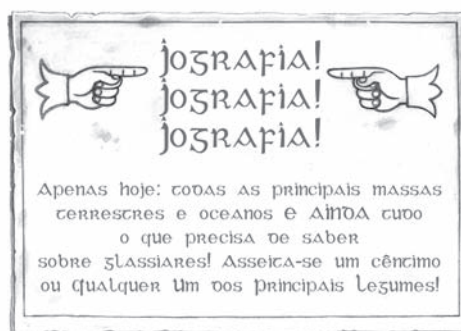 jografia!
jografia!
jografia!
Apenas hoje: todas as principais massas
terrestres e oceanos e ainda tudo
o que precisa de saber
sobre glassiares! Asseita-se um cêntimo
ou qualquer um dos principais legumes!